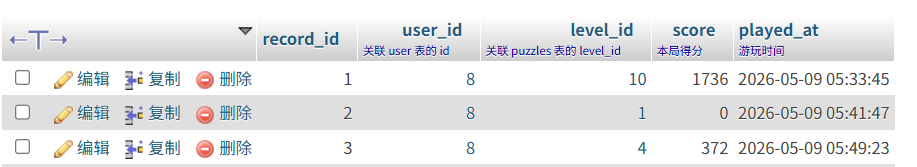 ←T→ record_id user_id level_id score played_at
关联 user 表的 id 关联 puzzles 表的 level_id 本局得分 游玩时间
编辑 复制 删除 1 8 10 1736 2026-05-09 05:33:45
编辑 复制 删除 2 8 1 0 2026-05-09 05:41:47
编辑 复制 删除 3 8 4 372 2026-05-09 05:49:23